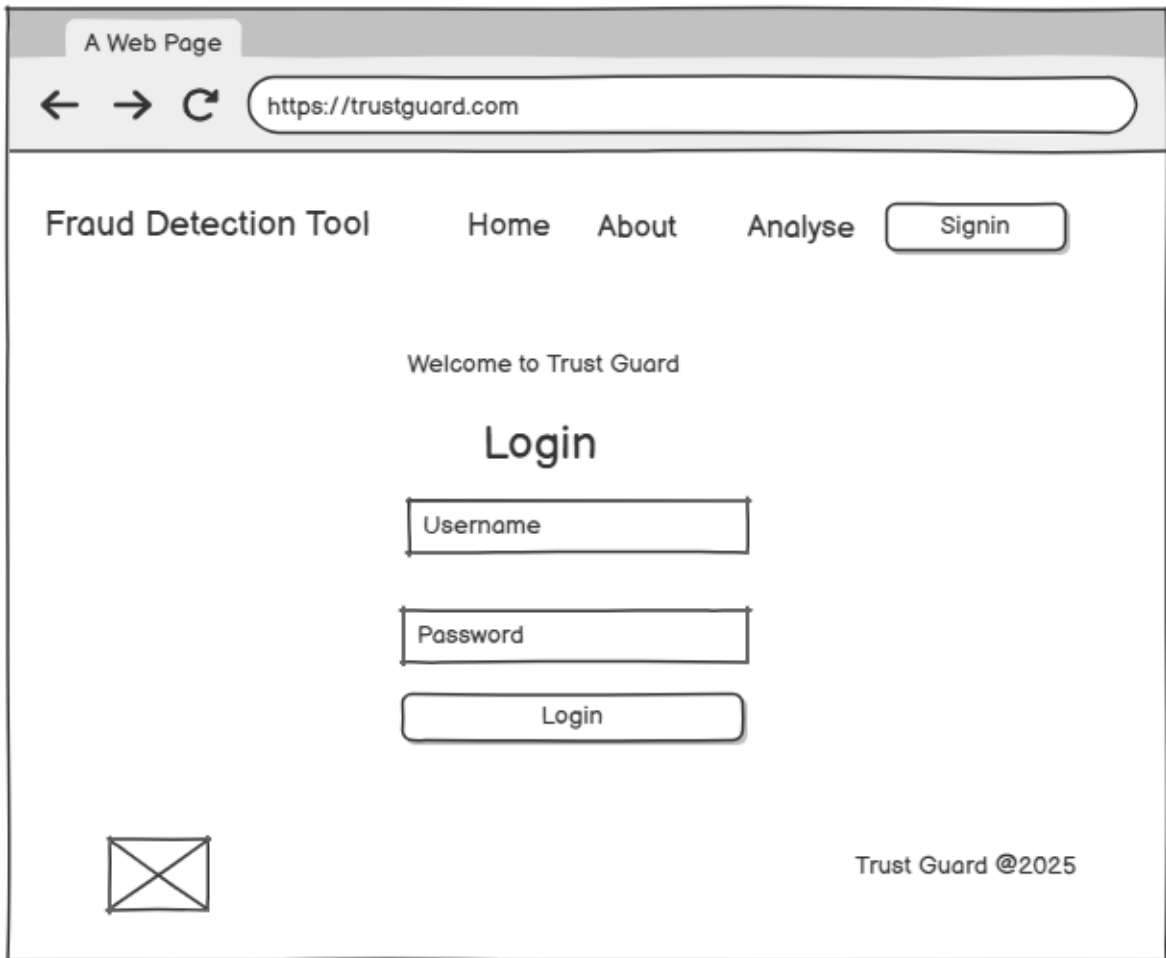 A Web Page
https://trustguard.com
Fraud Detection Tool Home About Analyse Signin
Welcome to Trust Guard
Login
Username
Password
Login
Trust Guard @2025